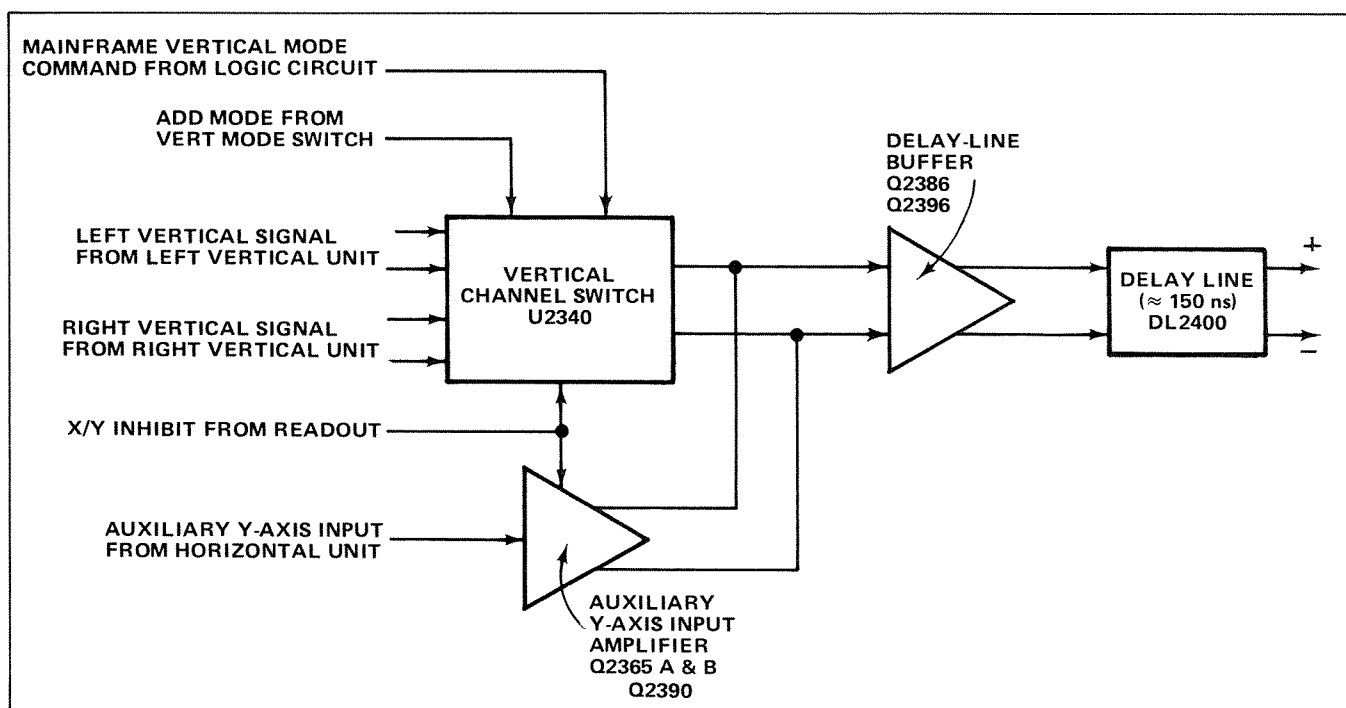 MAINFRAME VERTICAL MODE
COMMAND FROM LOGIC CIRCUIT
ADD MODE FROM
VERT MODE SWITCH
DELAY-LINE
BUFFER
Q2386
Q2396
LEFT VERTICAL SIGNAL
FROM LEFT VERTICAL UNIT
VERTICAL
CHANNEL SWITCH
U2340
DELAY LINE
(≈ 150 ns)
DL2400
+
−
RIGHT VERTICAL SIGNAL
FROM RIGHT VERTICAL UNIT
X/Y INHIBIT FROM READOUT
AUXILIARY Y-AXIS INPUT
FROM HORIZONTAL UNIT
AUXILIARY
Y-AXIS INPUT
AMPLIFIER
Q2365 A & B
Q2390